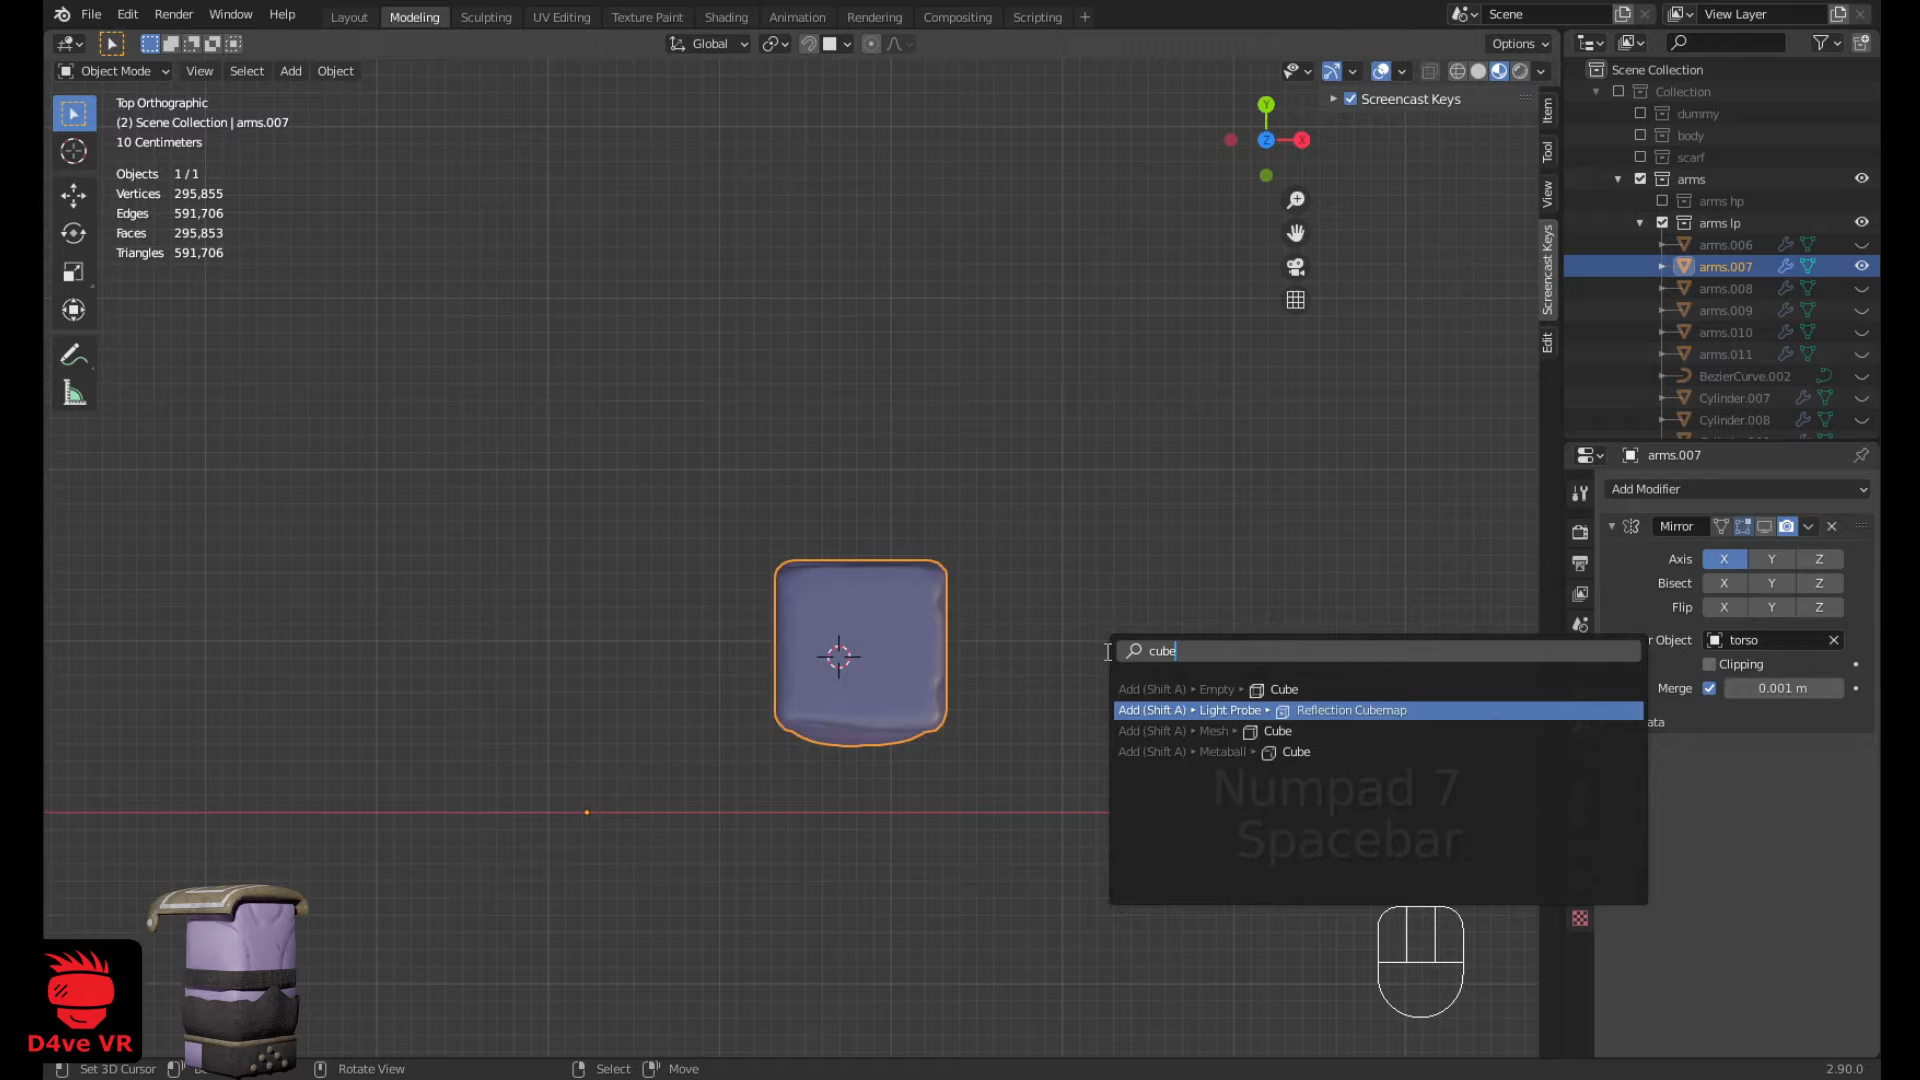 File Edit Render Window Help
Layout Modeling Sculpting UV Editing Texture Paint Shading Animation Rendering Compositing Scripting +
Scene
View Layer
Global
Options
Object Mode View Select Add Object
Top Orthographic
(2) Scene Collection | arms.007
10 Centimeters
Objects 1 / 1
Vertices 295,855
Edges 591,706
Faces 295,853
Triangles 591,706
Y
Z
X
Screencast Keys
Item
Tool
View
Screencast Keys
Edit
Scene Collection
Collection
dummy
body
scarf
arms
arms hp
arms lp
arms.006
arms.007
arms.008
arms.009
arms.010
arms.011
BezierCurve.002
Cylinder.007
Cylinder.008
arms.007
Add Modifier
Mirror
Axis X Y Z
Bisect X Y Z
Flip X Y Z
r Object torso
Clipping
Merge 0.001 m
ata
cube
Add (Shift A) ▸ Empty ▸ Cube
Add (Shift A) ▸ Light Probe ▸ Reflection Cubemap
Add (Shift A) ▸ Mesh ▸ Cube
Add (Shift A) ▸ Metaball ▸ Cube
Numpad 7
Spacebar
D4ve VR
Set 3D Cursor
Rotate View
Select
Move
2.90.0